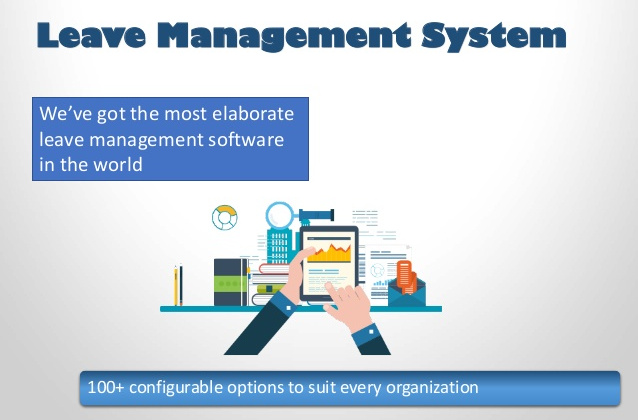 Leave Management System
We’ve got the most elaborate
leave management software
in the world
100+ configurable options to suit every organization